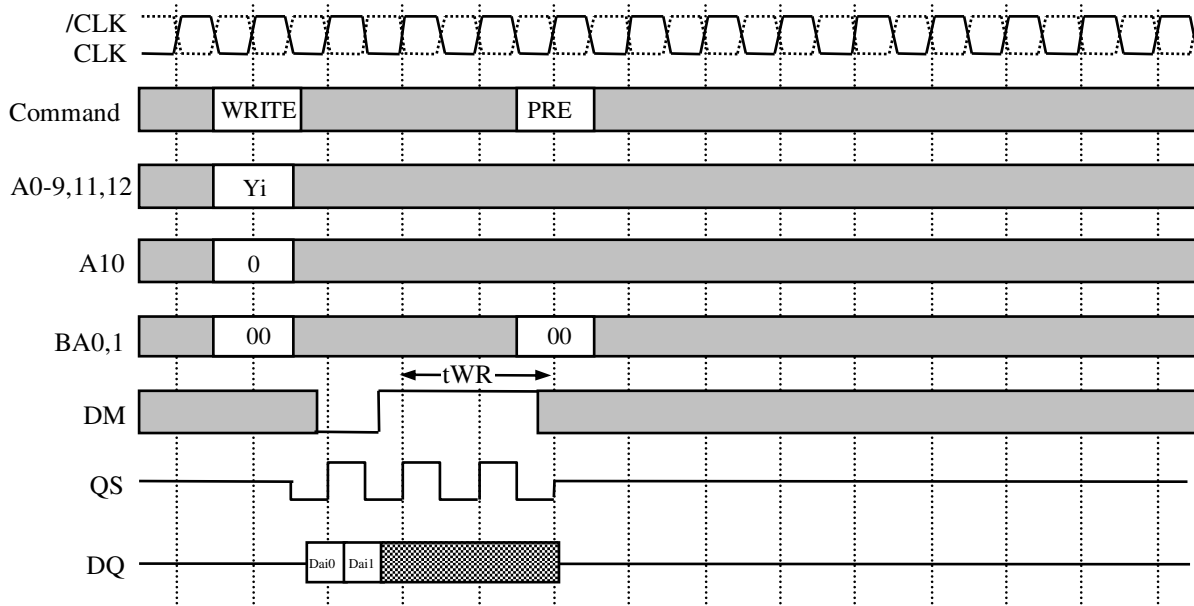 /CLK
CLK
Command WRITE PRE
A0-9,11,12 Yi
A10 0
BA0,1 00 00
tWR
DM
QS
DQ Dai0 Dai1